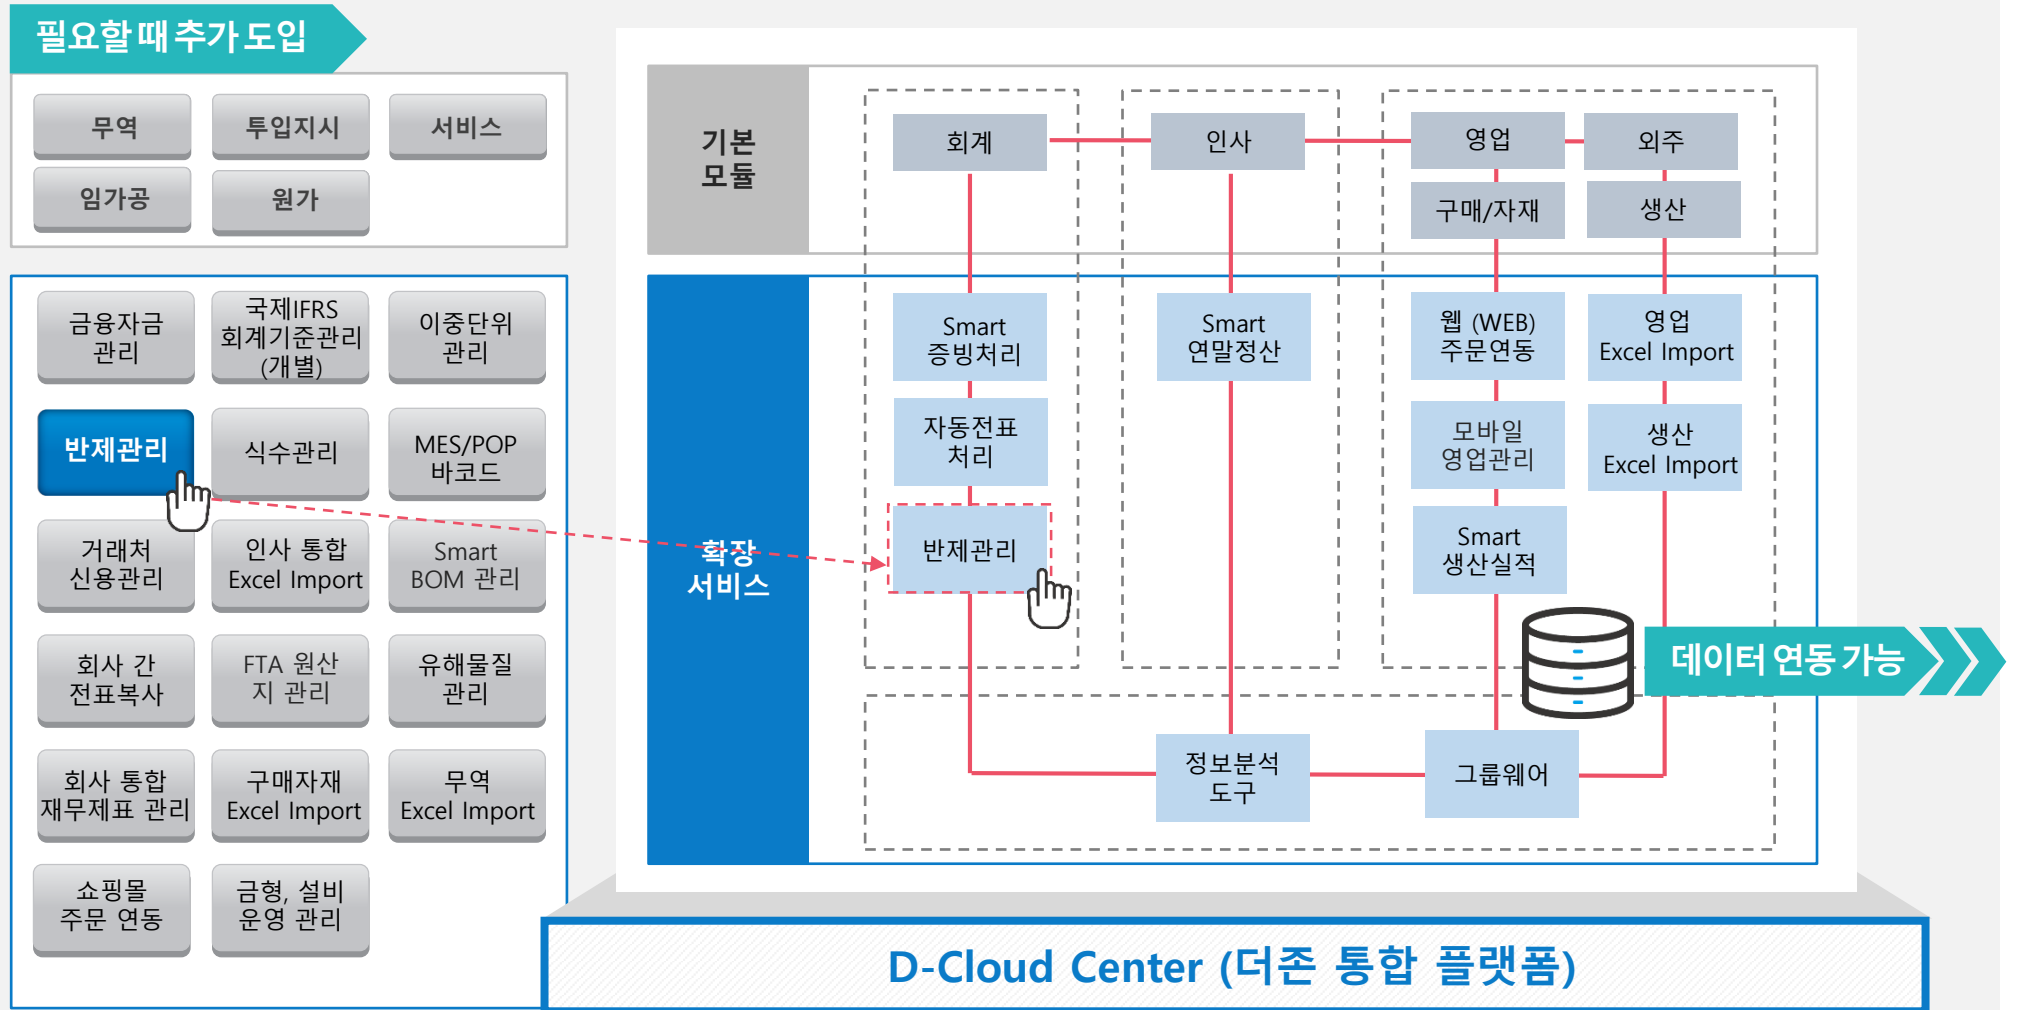 필요할 때 추가 도입
무역
투입지시
서비스
임가공
원가
금융자금
관리
국제IFRS
회계기준관리
(개별)
이중단위
관리
반제관리
식수관리
MES/POP
바코드
거래처
신용관리
인사 통합
Excel Import
Smart
BOM 관리
회사 간
전표복사
FTA 원산
지 관리
유해물질
관리
회사 통합
재무제표 관리
구매자재
Excel Import
무역
Excel Import
쇼핑몰
주문 연동
금형, 설비
운영 관리
기본
모듈
회계
인사
영업
외주
구매/자재
생산
확장
서비스
Smart
증빙처리
Smart
연말정산
웹 (WEB)
주문연동
영업
Excel Import
자동전표
처리
모바일
영업관리
생산
Excel Import
반제관리
Smart
생산실적
데이터 연동 가능
정보분석
도구
그룹웨어
D-Cloud Center (더존 통합 플랫폼)